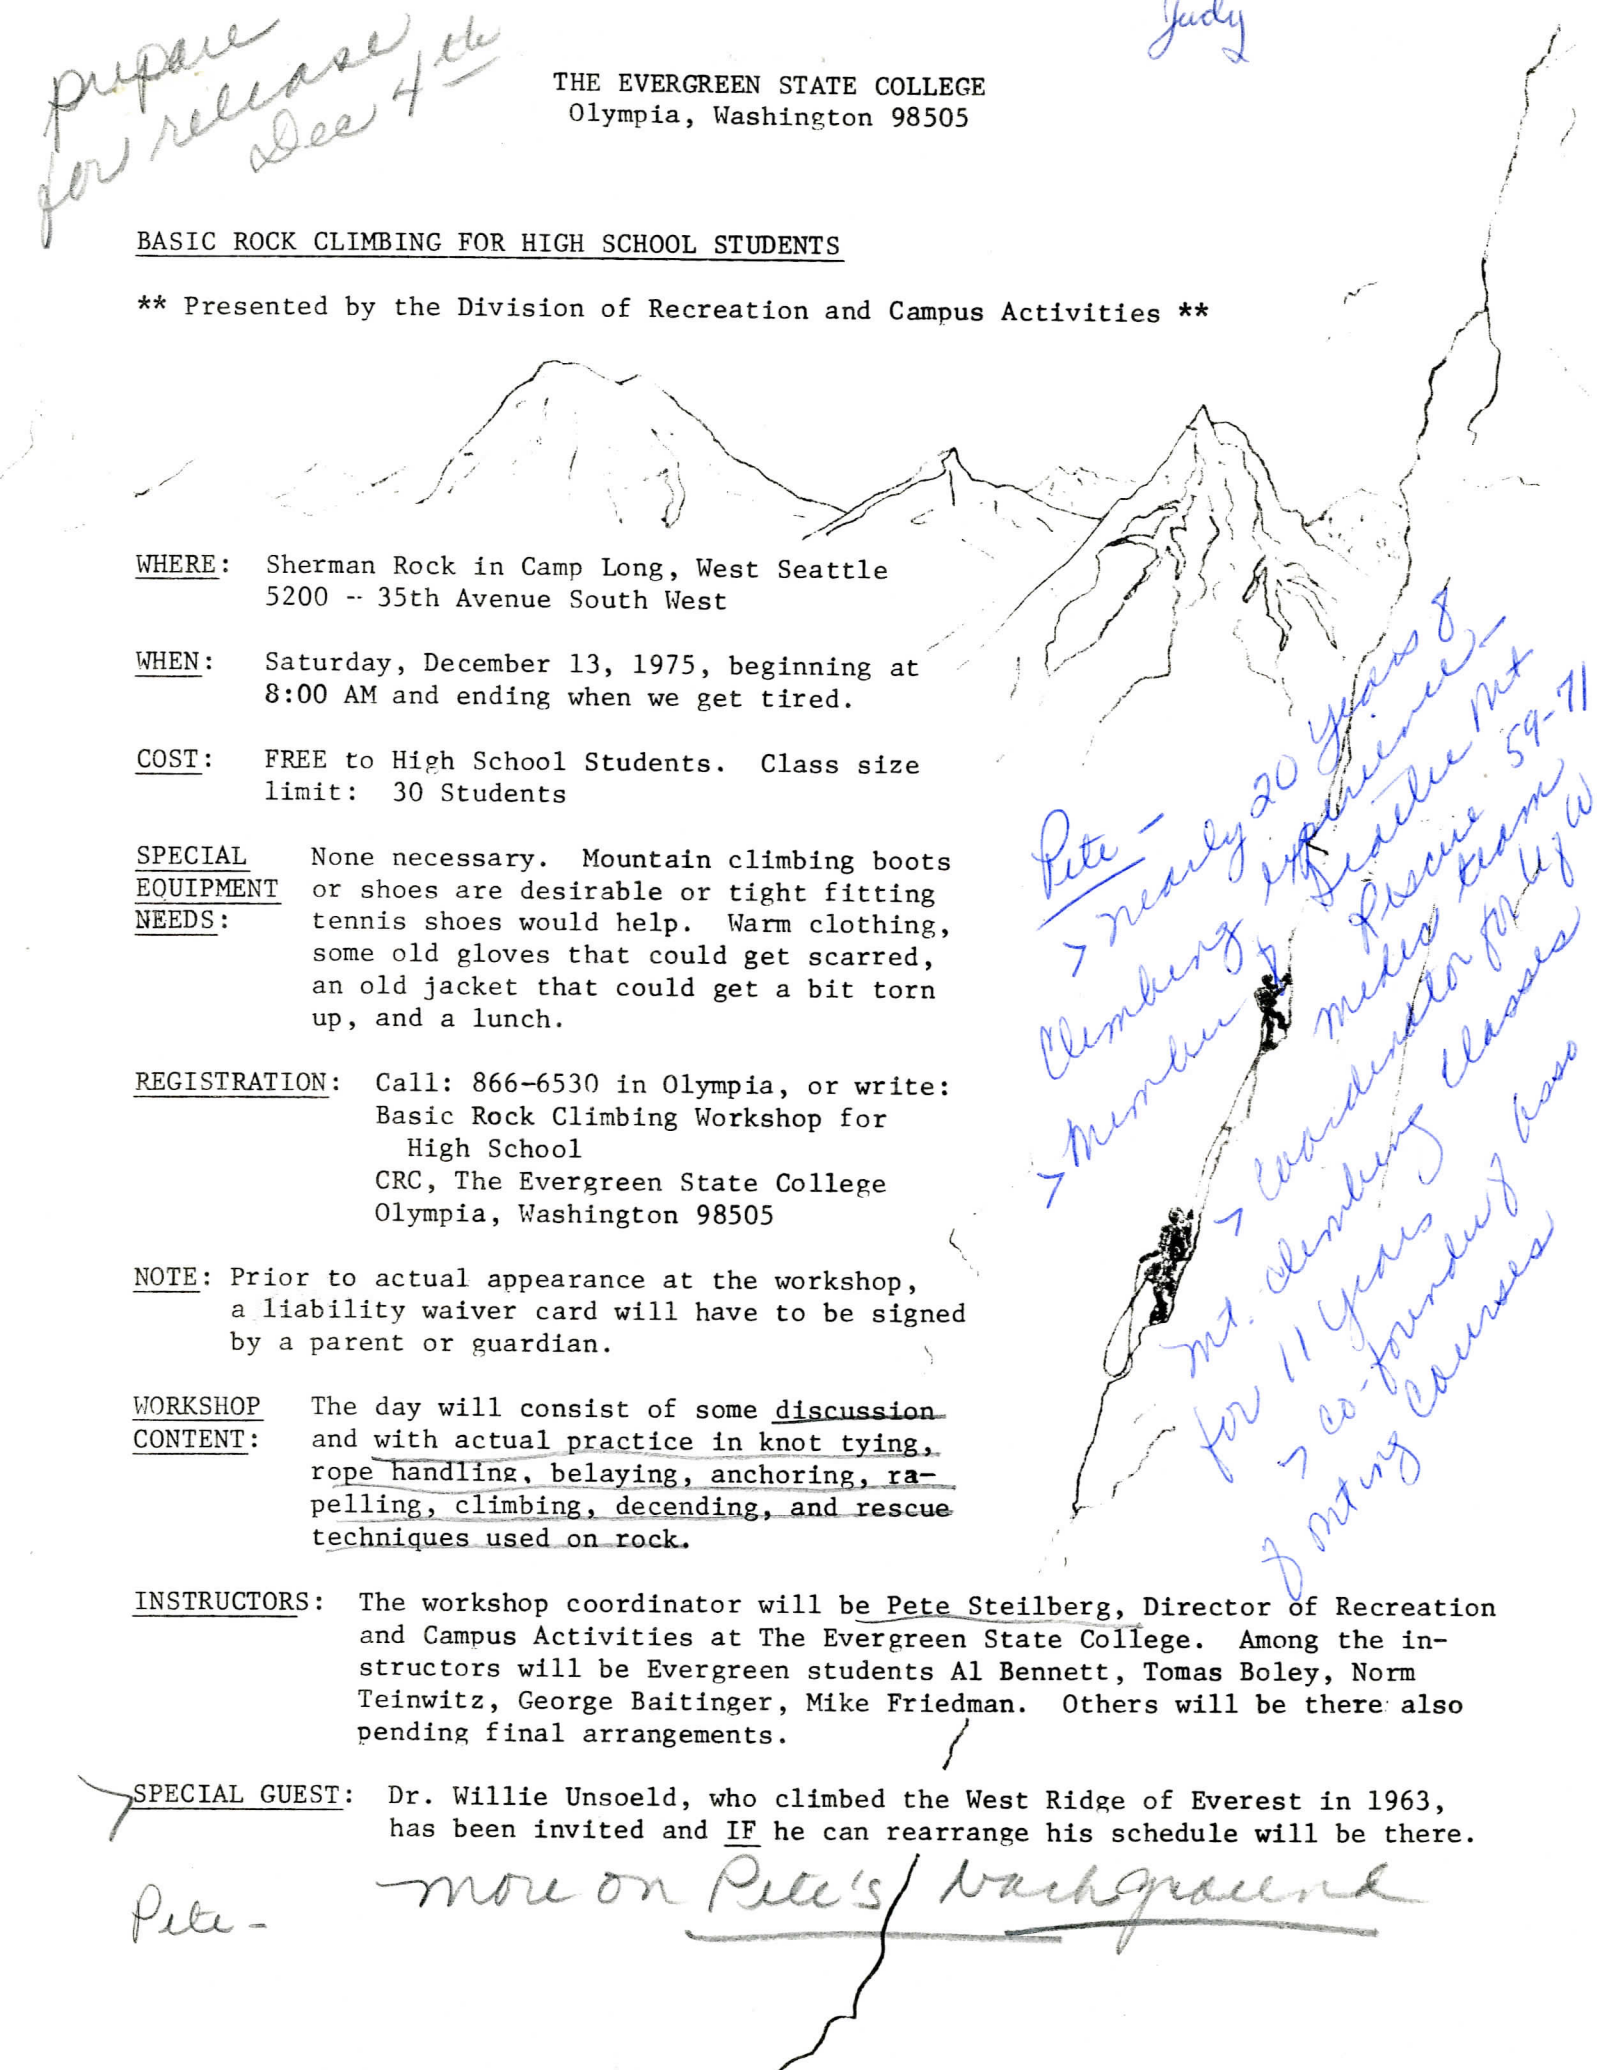 Judy
prepare
for release
Dec 4th
THE EVERGREEN STATE COLLEGE
Olympia, Washington 98505
BASIC ROCK CLIMBING FOR HIGH SCHOOL STUDENTS
** Presented by the Division of Recreation and Campus Activities **
WHERE: Sherman Rock in Camp Long, West Seattle
5200 -- 35th Avenue South West
WHEN: Saturday, December 13, 1975, beginning at
8:00 AM and ending when we get tired.
COST: FREE to High School Students. Class size
limit: 30 Students
SPECIAL None necessary. Mountain climbing boots
EQUIPMENT or shoes are desirable or tight fitting
NEEDS: tennis shoes would help. Warm clothing,
some old gloves that could get scarred,
an old jacket that could get a bit torn
up, and a lunch.
REGISTRATION: Call: 866-6530 in Olympia, or write:
Basic Rock Climbing Workshop for
High School
CRC, The Evergreen State College
Olympia, Washington 98505
NOTE: Prior to actual appearance at the workshop,
a liability waiver card will have to be signed
by a parent or guardian.
WORKSHOP The day will consist of some discussion
CONTENT: and with actual practice in knot tying,
rope handling, belaying, anchoring, ra-
pelling, climbing, decending, and rescue
techniques used on rock.
Pete -
> nearly 20 years of
Climbing experience -
> Member of Seattle Mt
Rescue 59-71
medic team
> Coordinator for U of W
Mt. Climbing Classes
for 11 years
> co-founder of asso
of mting courses
INSTRUCTORS: The workshop coordinator will be Pete Steilberg, Director of Recreation
and Campus Activities at The Evergreen State College. Among the in-
structors will be Evergreen students Al Bennett, Tomas Boley, Norm
Teinwitz, George Baitinger, Mike Friedman. Others will be there also
pending final arrangements.
SPECIAL GUEST: Dr. Willie Unsoeld, who climbed the West Ridge of Everest in 1963,
has been invited and IF he can rearrange his schedule will be there.
Pete - more on Pete's background